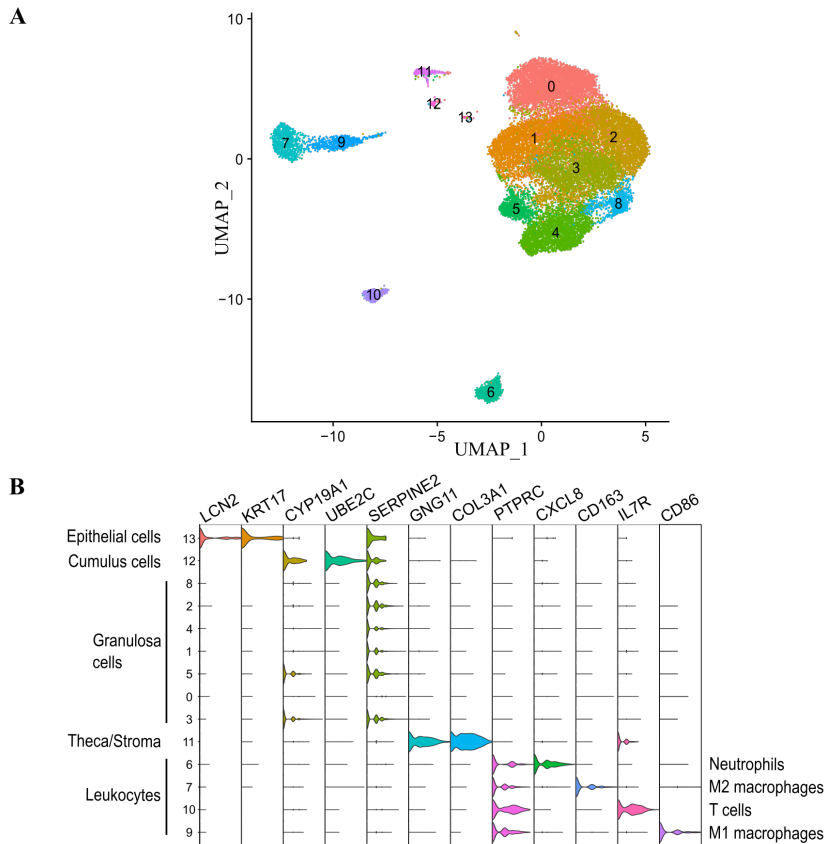 A
10
0
−10
UMAP_2
11
12
13
0
1
2
7
9
3
5
8
4
10
6
−10
−5
0
5
UMAP_1
B
LCN2
KRT17
CYP19A1
UBE2C
SERPINE2
GNG11
COL3A1
PTPRC
CXCL8
CD163
IL7R
CD86
Epithelial cells 13
Cumulus cells 12
8
2
Granulosa cells
4
1
5
0
3
Theca/Stroma 11
Leukocytes
6 Neutrophils
7 M2 macrophages
10 T cells
9 M1 macrophages